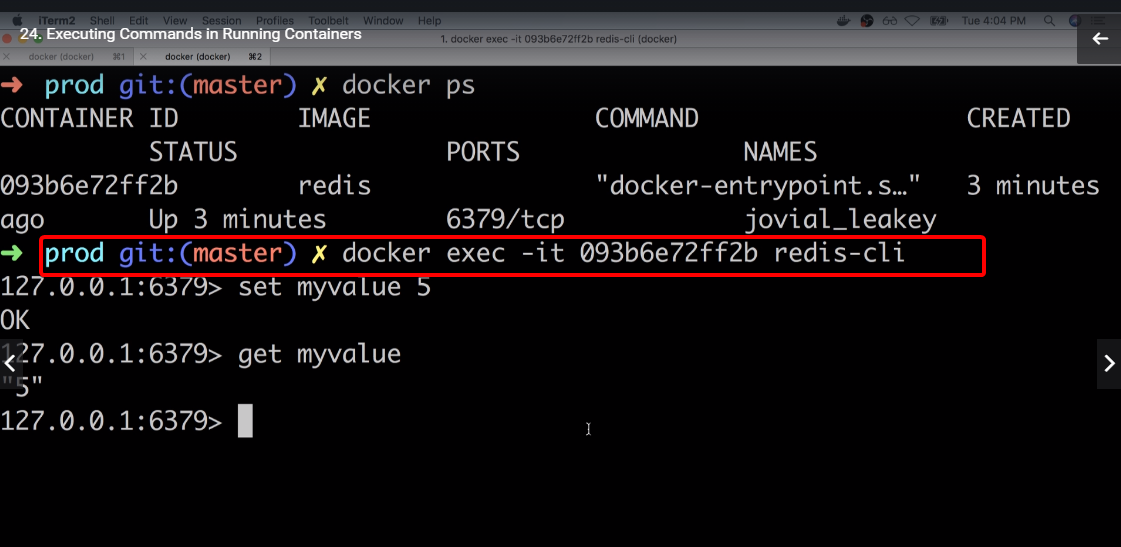 iTerm2 Shell Edit View Session Profiles Toolbelt Window Help Tue 4:04 PM
24. Executing Commands in Running Containers
1. docker exec -it 093b6e72ff2b redis-cli (docker)
docker (docker) ⌘1 docker (docker) ⌘2
➜ prod git:(master) ✗ docker ps
CONTAINER ID IMAGE COMMAND CREATED
STATUS PORTS NAMES
093b6e72ff2b redis "docker-entrypoint.s…" 3 minutes
ago Up 3 minutes 6379/tcp jovial_leakey
➜ prod git:(master) ✗ docker exec -it 093b6e72ff2b redis-cli
127.0.0.1:6379> set myvalue 5
OK
127.0.0.1:6379> get myvalue
"5"
127.0.0.1:6379>